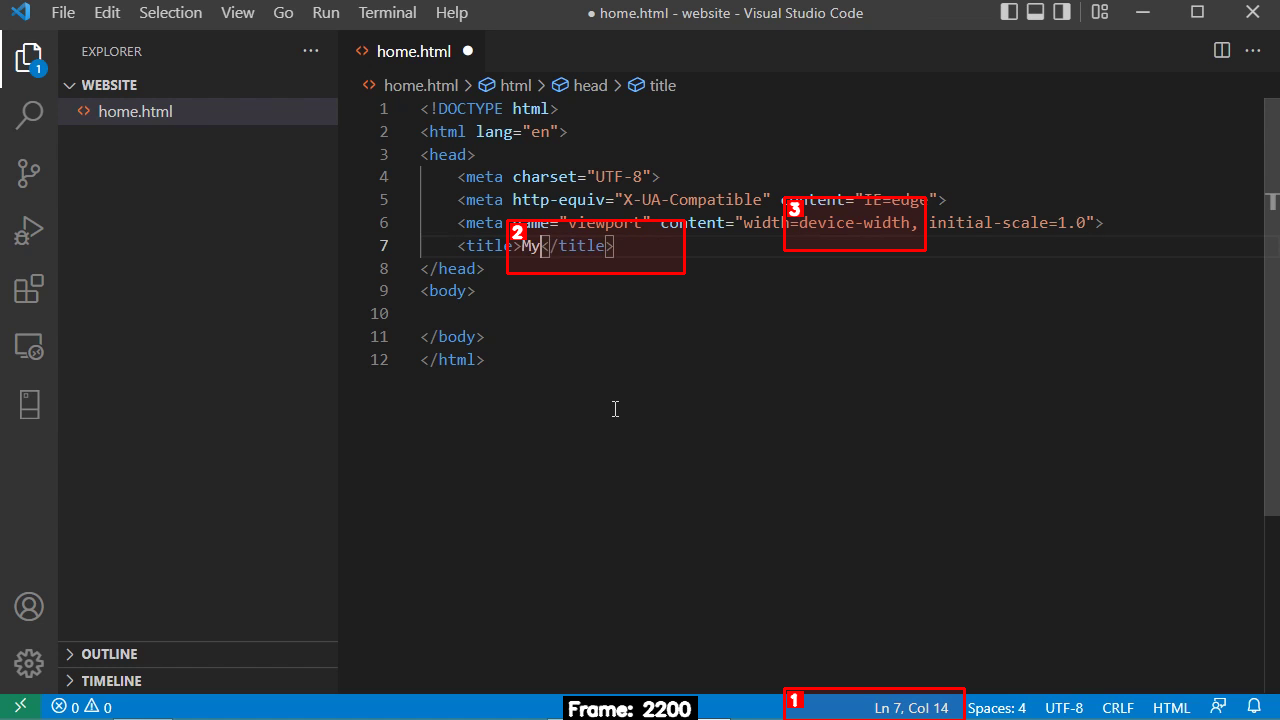 File Edit Selection View Go Run Terminal Help
● home.html - website - Visual Studio Code
EXPLORER
WEBSITE
home.html
1
home.html
home.html > html > head > title
1 <!DOCTYPE html>
2 <html lang="en">
3 <head>
4 <meta charset="UTF-8">
5 <meta http-equiv="X-UA-Compatible" content="IE=edge">
6 <meta name="viewport" content="width=device-width, initial-scale=1.0">
7 <title>My</title>
8 </head>
9 <body>
10
11 </body>
12 </html>
3
2
T
OUTLINE
TIMELINE
0 0
Frame: 2200
1
Ln 7, Col 14 Spaces: 4 UTF-8 CRLF HTML